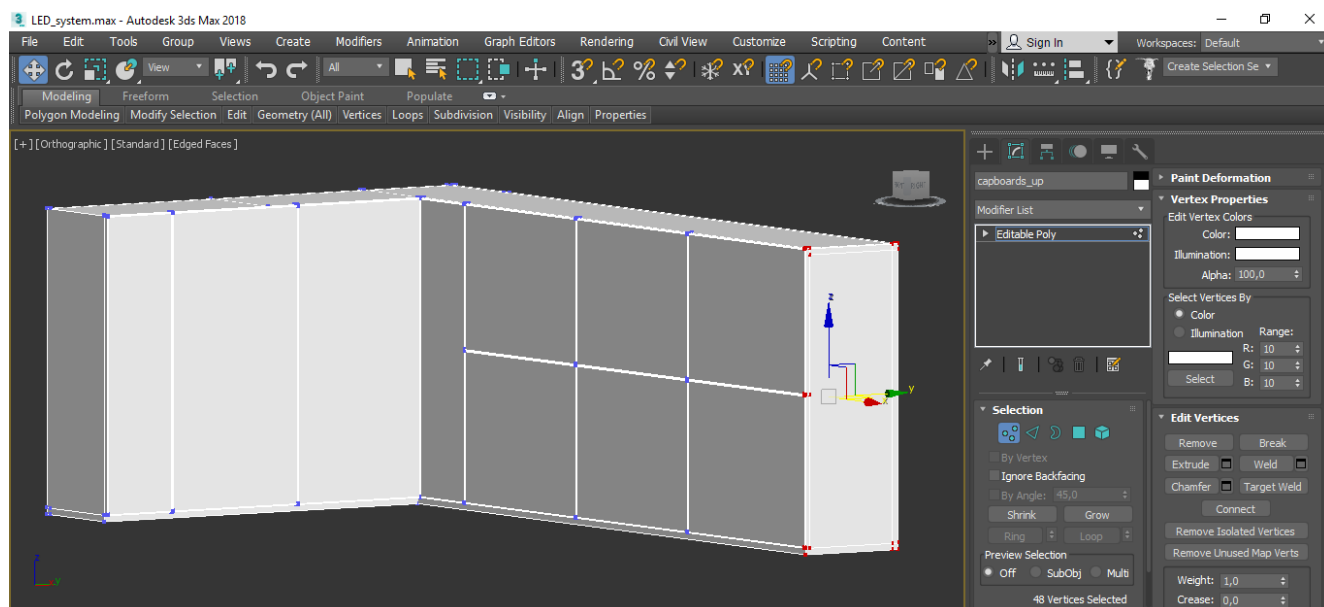 3 LED_system.max - Autodesk 3ds Max 2018
File Edit Tools Group Views Create Modifiers Animation Graph Editors Rendering Civil View Customize Scripting Content » Sign In Workspaces: Default
View All Create Selection Se
Modeling Freeform Selection Object Paint Populate
Polygon Modeling Modify Selection Edit Geometry (All) Vertices Loops Subdivision Visibility Align Properties
[+] [Orthographic ] [Standard ] [Edged Faces ]
z
y
x
z
y
capboards_up
Modifier List
Editable Poly
Selection
By Vertex
Ignore Backfacing
By Angle: 45,0
Shrink Grow
Ring Loop
Preview Selection
Off SubObj Multi
48 Vertices Selected
Paint Deformation
Vertex Properties
Edit Vertex Colors
Color:
Illumination:
Alpha: 100,0
Select Vertices By
Color
Illumination Range:
R: 10
G: 10
Select B: 10
Edit Vertices
Remove Break
Extrude Weld
Chamfer Target Weld
Connect
Remove Isolated Vertices
Remove Unused Map Verts
Weight: 1,0
Crease: 0,0